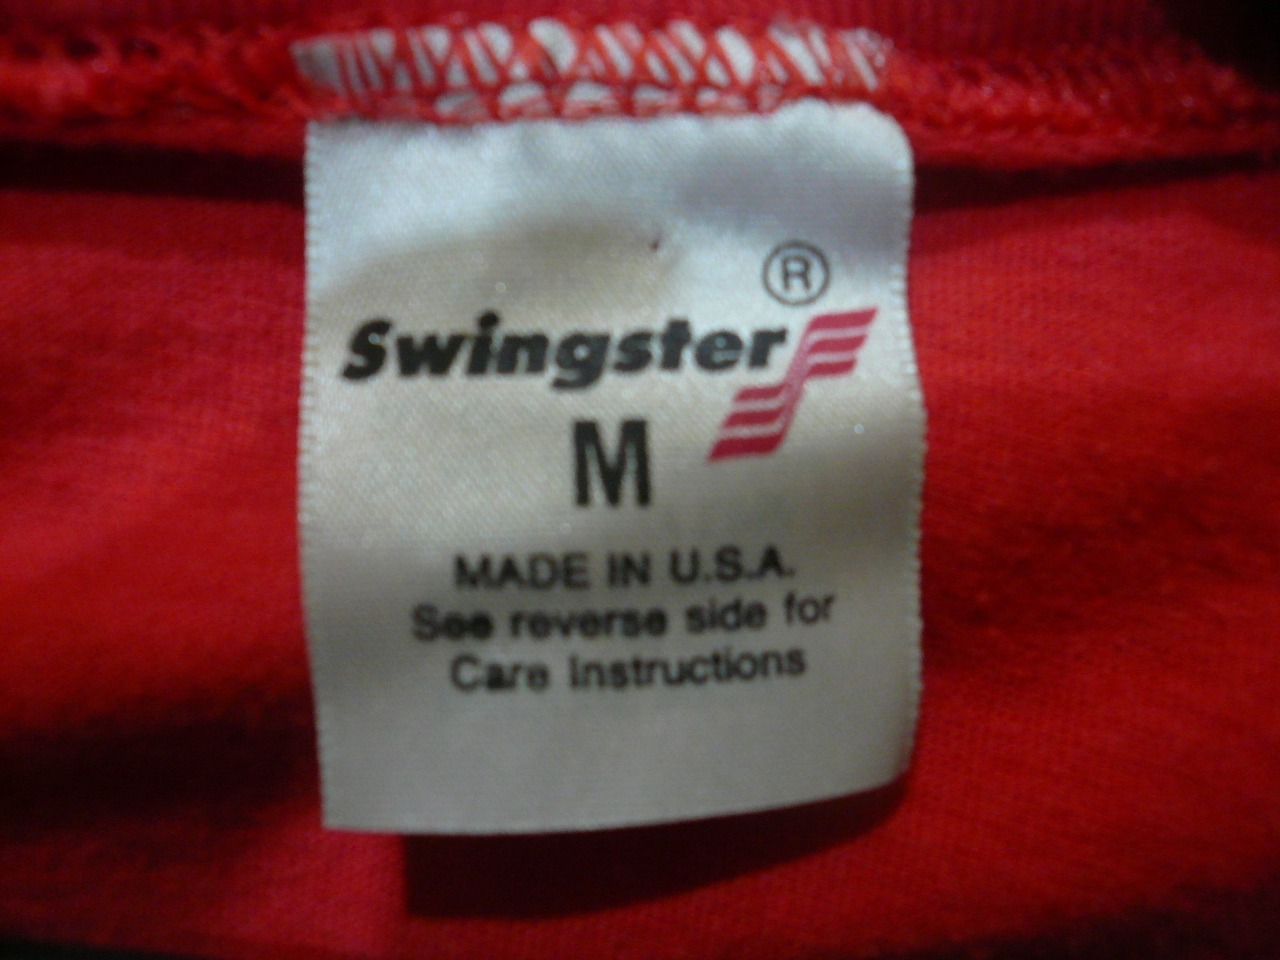 ®
Swingster
M
MADE IN U.S.A.
See reverse side for
Care Instructions